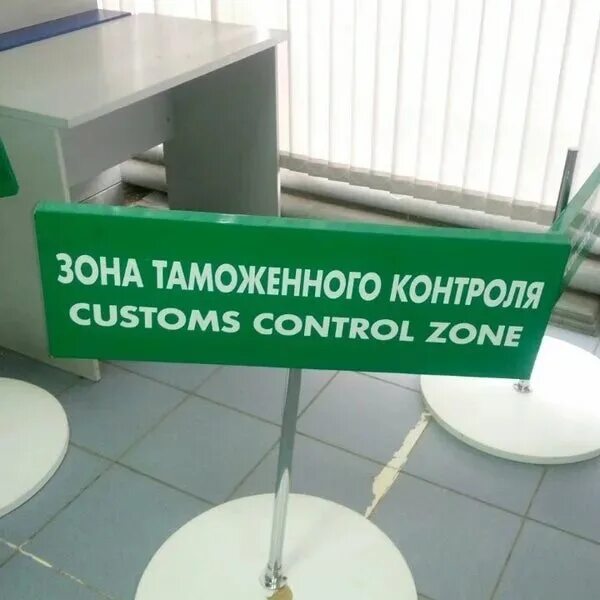 ЗОНА ТАМОЖЕННОГО КОНТРОЛЯ
CUSTOMS CONTROL ZONE